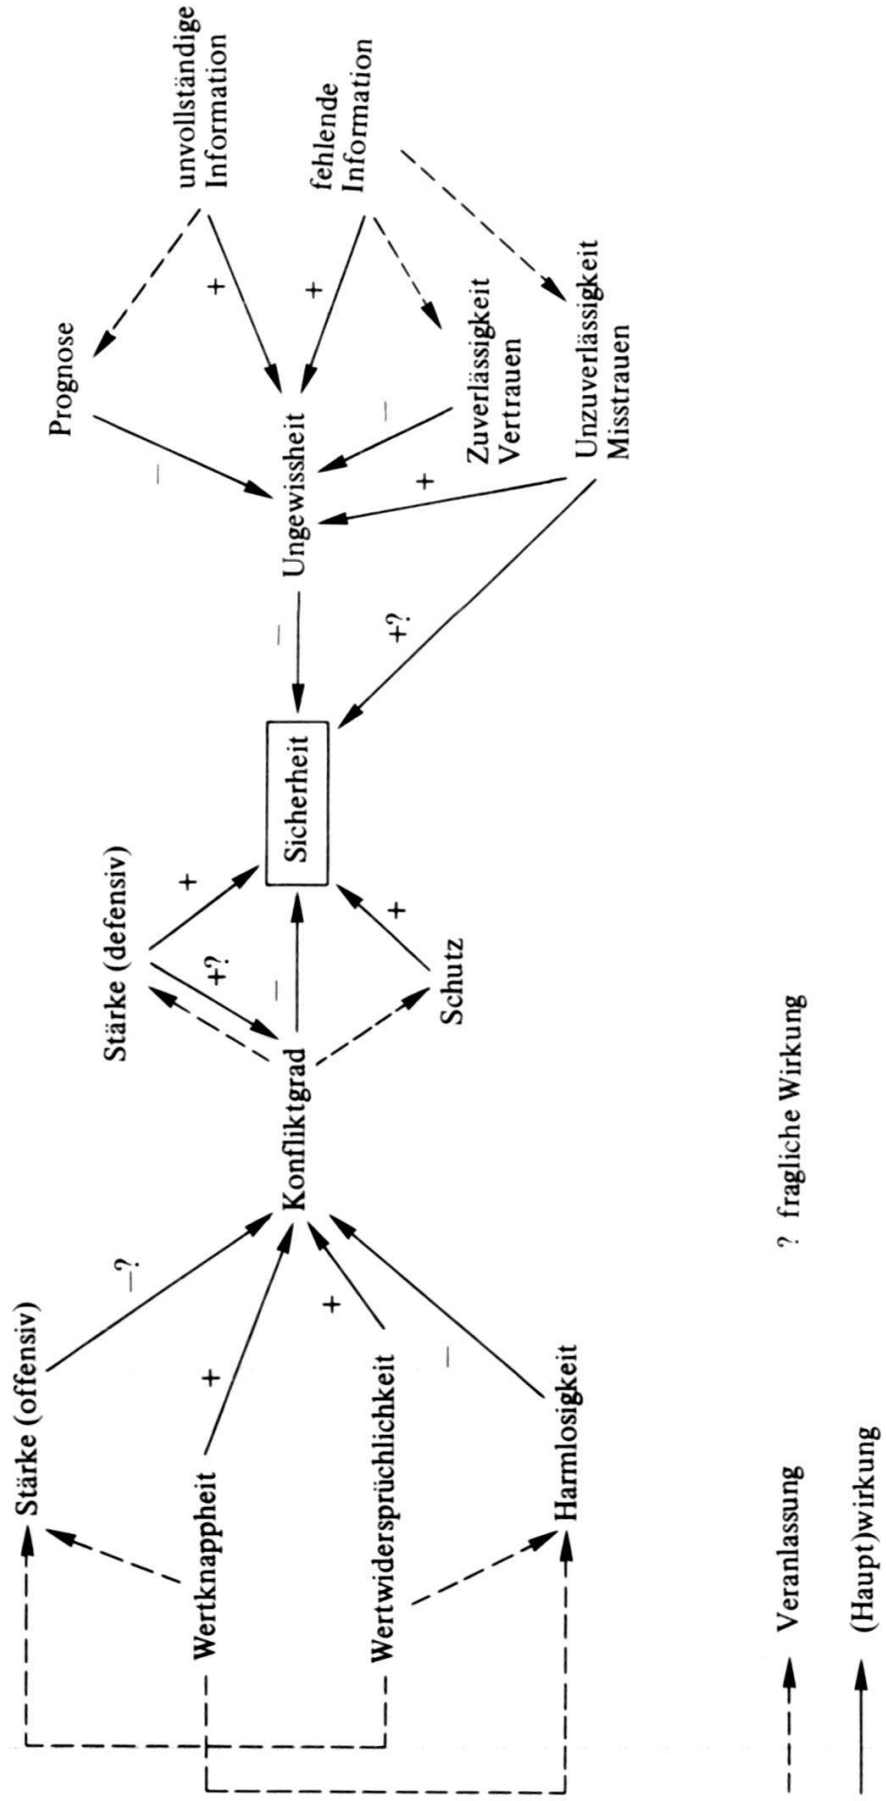 Stärke (offensiv)
–?
Wertknappheit
+
Wertwidersprüchlichkeit
+
Harmlosigkeit
–
Konfliktgrad
Stärke (defensiv)
+?
+
–
Schutz
+
Sicherheit
–
+?
Ungewissheit
Prognose
–
+
+
–
+
Zuverlässigkeit
Vertrauen
Unzuverlässigkeit
Misstrauen
unvollständige
Information
fehlende
Information
Veranlassung
? fragliche Wirkung
(Haupt)wirkung